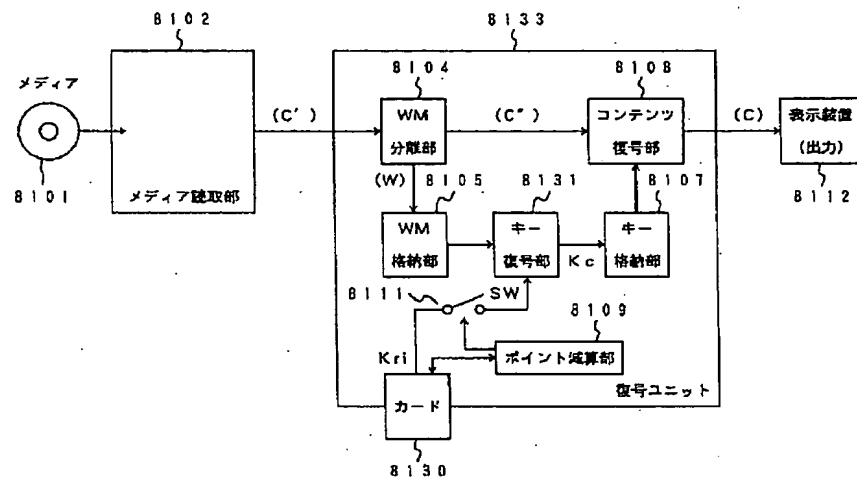 8102
8133
8104
8108
メディア
(C')
WM
分離部
(C")
コンテンツ
復号部
(C)
表示装置
(出力)
8101
メディア読取部
(W)
8105
8131
8107
8112
WM
格納部
キー
復号部
Kc
キー
格納部
8111
SW
8109
Kri
ポイント減算部
カード
復号ユニット
8130